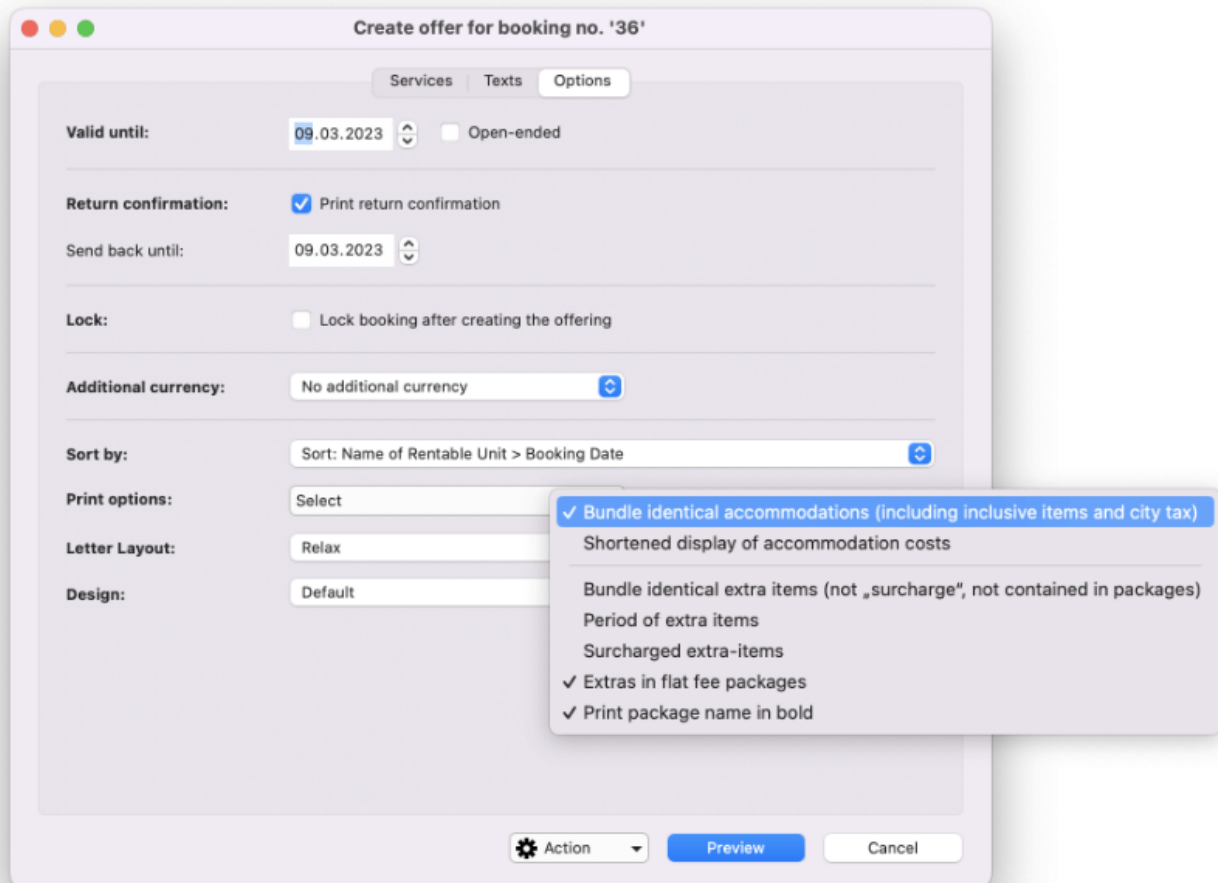 Create offer for booking no. '36'
Services Texts Options
Valid until: 09.03.2023 Open-ended
Return confirmation: Print return confirmation
Send back until: 09.03.2023
Lock: Lock booking after creating the offering
Additional currency: No additional currency
Sort by: Sort: Name of Rentable Unit > Booking Date
Print options: Select
✓ Bundle identical accommodations (including inclusive items and city tax)
Shortened display of accommodation costs
Letter Layout: Relax
Design: Default
Bundle identical extra items (not „surcharge“, not contained in packages)
Period of extra items
Surcharged extra-items
✓ Extras in flat fee packages
✓ Print package name in bold
Action Preview Cancel